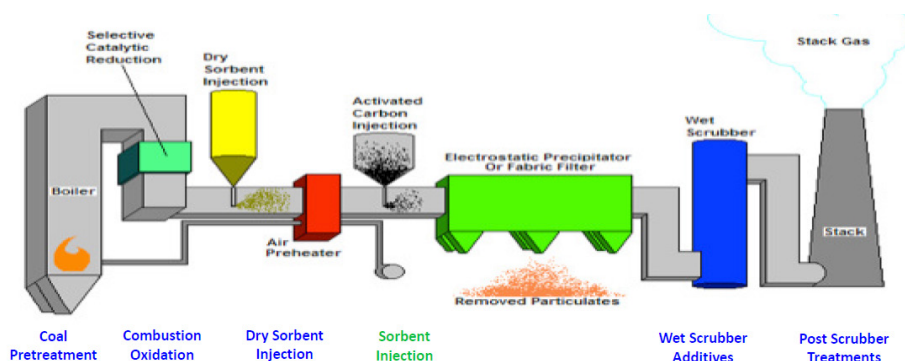 Selective
Catalytic
Reduction
Dry
Sorbent
Injection
Activated
Carbon
Injection
Stack Gas
Wet
Scrubber
Electrostatic Precipitator
Or Fabric Filter
Boiler
Air
Preheater
Stack
Removed Particulates
Coal
Pretreatment
Combustion
Oxidation
Dry Sorbent
Injection
Sorbent
Injection
Wet Scrubber
Additives
Post Scrubber
Treatments